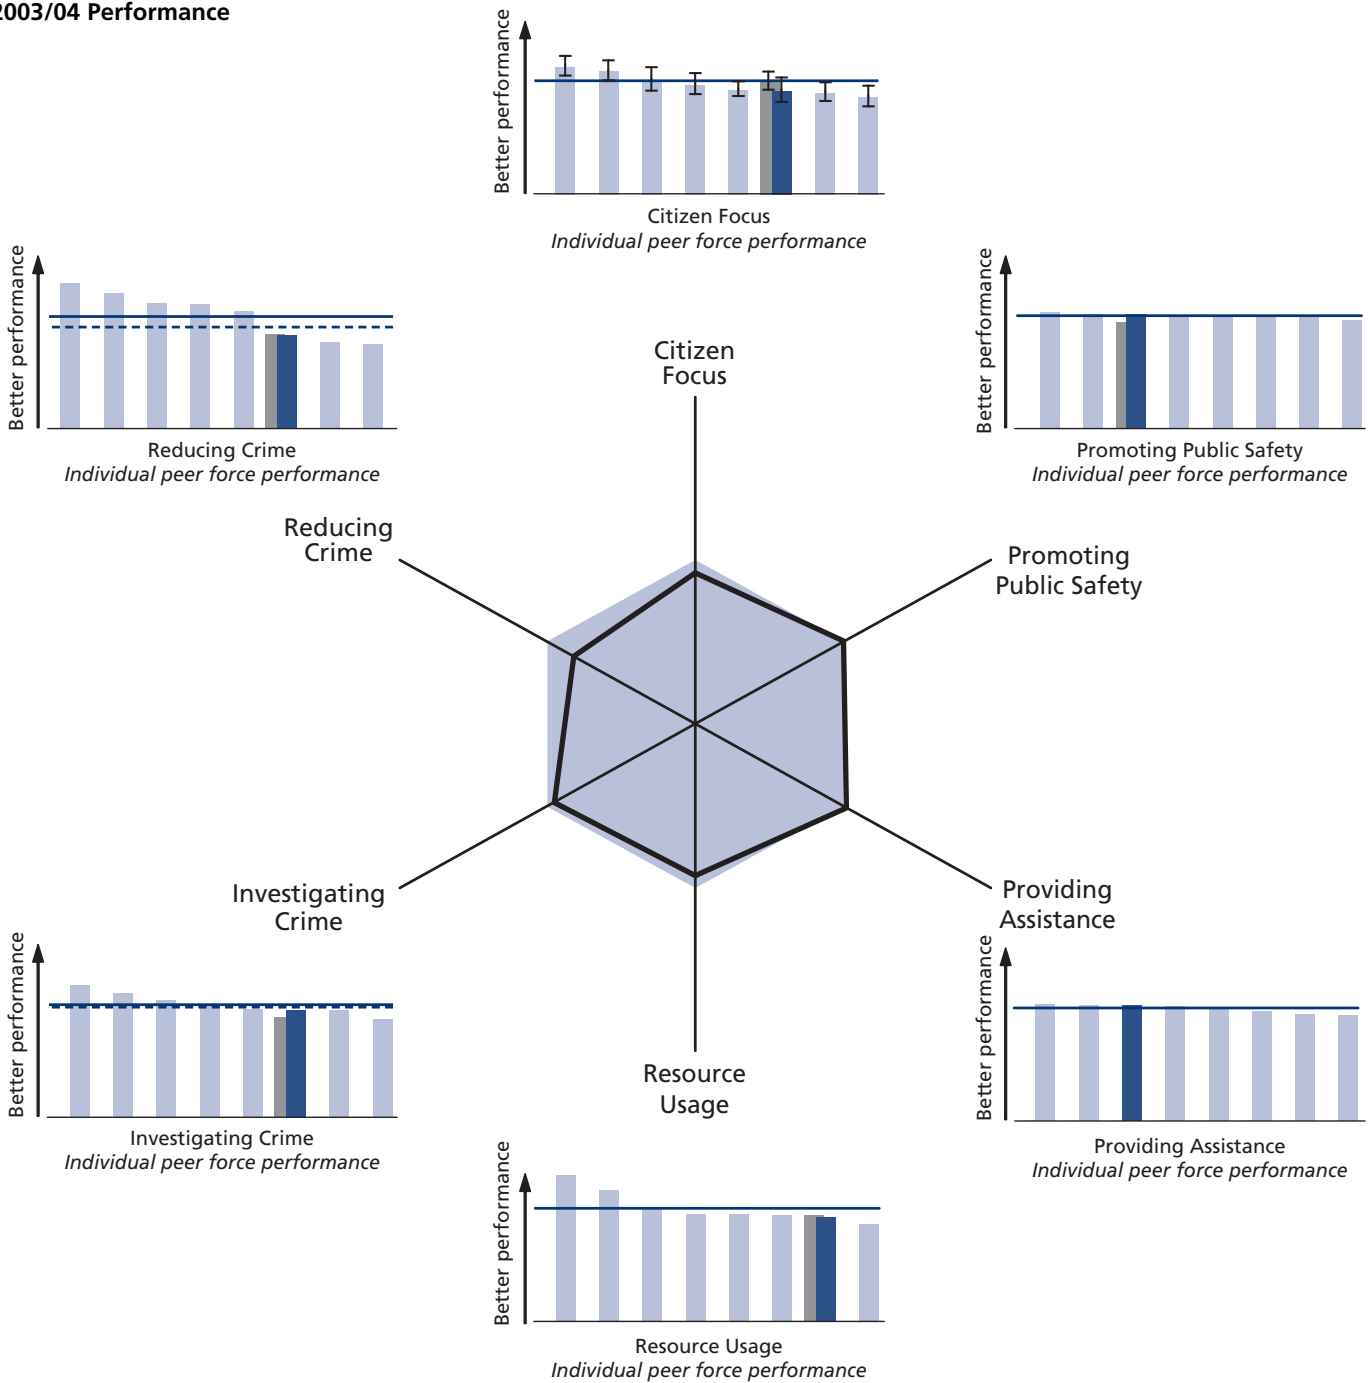 2003/04 Performance
Better performance
Citizen Focus
Individual peer force performance
Better performance
Reducing Crime
Individual peer force performance
Better performance
Promoting Public Safety
Individual peer force performance
Citizen
Focus
Reducing
Crime
Promoting
Public Safety
Investigating
Crime
Providing
Assistance
Resource
Usage
Better performance
Investigating Crime
Individual peer force performance
Better performance
Providing Assistance
Individual peer force performance
Better performance
Resource Usage
Individual peer force performance